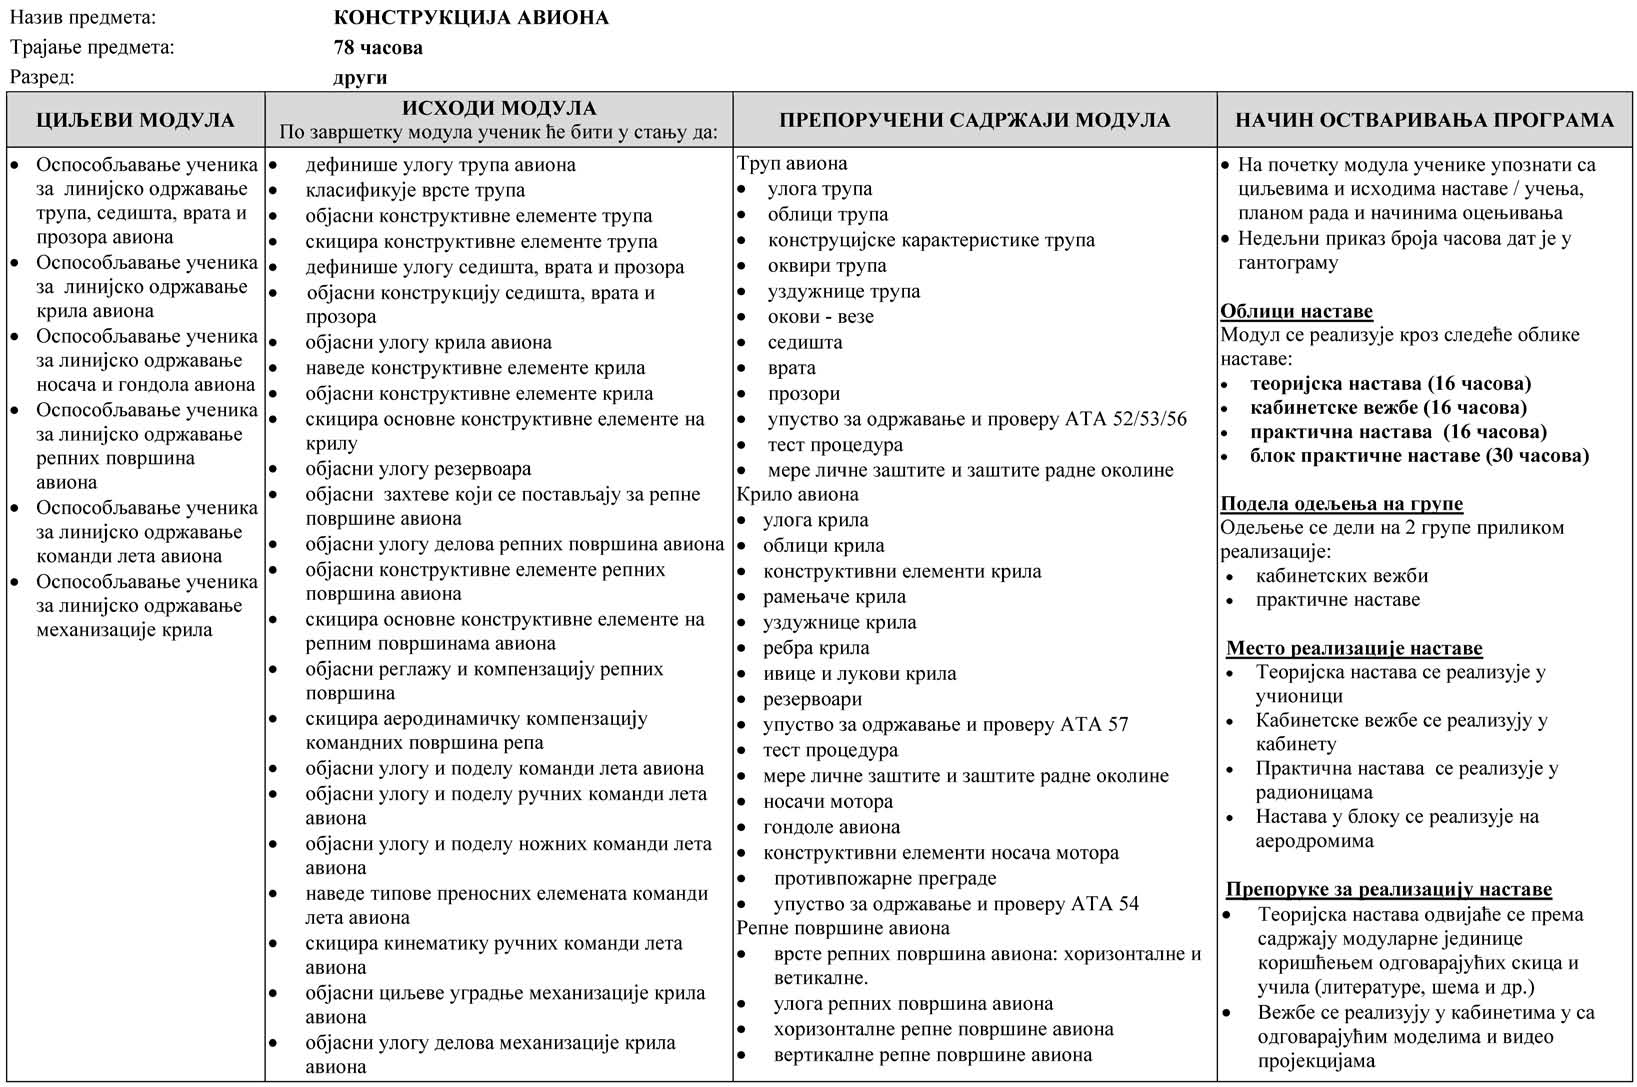 Назив предмета: КОНСТРУКЦИЈА АВИОНА
Трајање предмета: 78 часова
Разред: други
ЦИЉЕВИ МОДУЛА
ИСХОДИ МОДУЛА
По завршетку модула ученик ће бити у стању да:
ПРЕПОРУЧЕНИ САДРЖАЈИ МОДУЛА
НАЧИН ОСТВАРИВАЊА ПРОГРАМА
• Оспособљавање ученика
за линијско одржавање
трупа, седишта, врата и
прозора авиона
• Оспособљавање ученика
за линијско одржавање
крила авиона
• Оспособљавање ученика
за линијско одржавање
носача и гондола авиона
• Оспособљавање ученика
за линијско одржавање
репних површина
авиона
• Оспособљавање ученика
за линијско одржавање
команди лета авиона
• Оспособљавање ученика
за линијско одржавање
механизације крила
• дефинише улогу трупа авиона
• класификује врсте трупа
• објасни конструктивне елементе трупа
• скицира конструктивне елементе трупа
• дефинише улогу седишта, врата и прозора
• објасни конструкцију седишта, врата и
прозора
• објасни улогу крила авиона
• наведе конструктивне елементе крила
• објасни конструктивне елементе крила
• скицира основне конструктивне елементе на
крилу
• објасни улогу резервоара
• објасни захтеве који се постављају за репне
површине авиона
• објасни улогу делова репних површина авиона
• објасни конструктивне елементе репних
површина авиона
• скицира основне конструктивне елементе на
репним површинама авиона
• објасни реглажу и компензацију репних
површина
• скицира аеродинамичку компензацију
командних површина репа
• објасни улогу и поделу команди лета авиона
• објасни улогу и поделу ручних команди лета
авиона
• објасни улогу и поделу ножних команди лета
авиона
• наведе типове преносних елемената команди
лета авиона
• скицира кинематику ручних команди лета
авиона
• објасни циљеве уградње механизације крила
авиона
• објасни улогу делова механизације крила
авиона
Труп авиона
• улога трупа
• облици трупа
• конструцијске карактеристике трупа
• оквири трупа
• уздужнице трупа
• окови - везе
• седишта
• врата
• прозори
• упуство за одржавање и проверу АТА 52/53/56
• тест процедура
• мере личне заштите и заштите радне околине
Крило авиона
• улога крила
• облици крила
• конструктивни елементи крила
• рамењаче крила
• уздужнице крила
• ребра крила
• ивице и лукови крила
• резервоари
• упуство за одржавање и проверу АТА 57
• тест процедура
• мере личне заштите и заштите радне околине
• носачи мотора
• гондоле авиона
• конструктивни елементи носача мотора
• противпожарне преграде
• упуство за одржавање и проверу АТА 54
Репне површине авиона
• врсте репних површина авиона: хоризонталне и
ветикалне.
• улога репних површина авиона
• хоризонталне репне површине авиона
• вертикалне репне површине авиона
• На почетку модула ученике упознати са
циљевима и исходима наставе / учења,
планом рада и начинима оцењивања
• Недељни приказ броја часова дат је у
гантограму
Облици наставе
Модул се реализује кроз следеће облике
наставе:
• теоријска настава (16 часова)
• кабинетске вежбе (16 часова)
• практична настава (16 часова)
• блок практичне наставе (30 часова)
Подела одељења на групе
Одељење се дели на 2 групе приликом
реализације:
• кабинетских вежби
• практичне наставе
Место реализације наставе
• Теоријска настава се реализује у
учионици
• Кабинетске вежбе се реализују у
кабинету
• Практична настава се реализује у
радионицама
• Настава у блоку се реализује на
аеродромима
Препоруке за реализацију наставе
• Теоријска настава одвијаће се према
садржају модуларне јединице
коришћењем одговарајућих скица и
учила (литературе, шема и др.)
• Вежбе се реализују у кабинетима у са
одговарајућим моделима и видео
пројекцијама